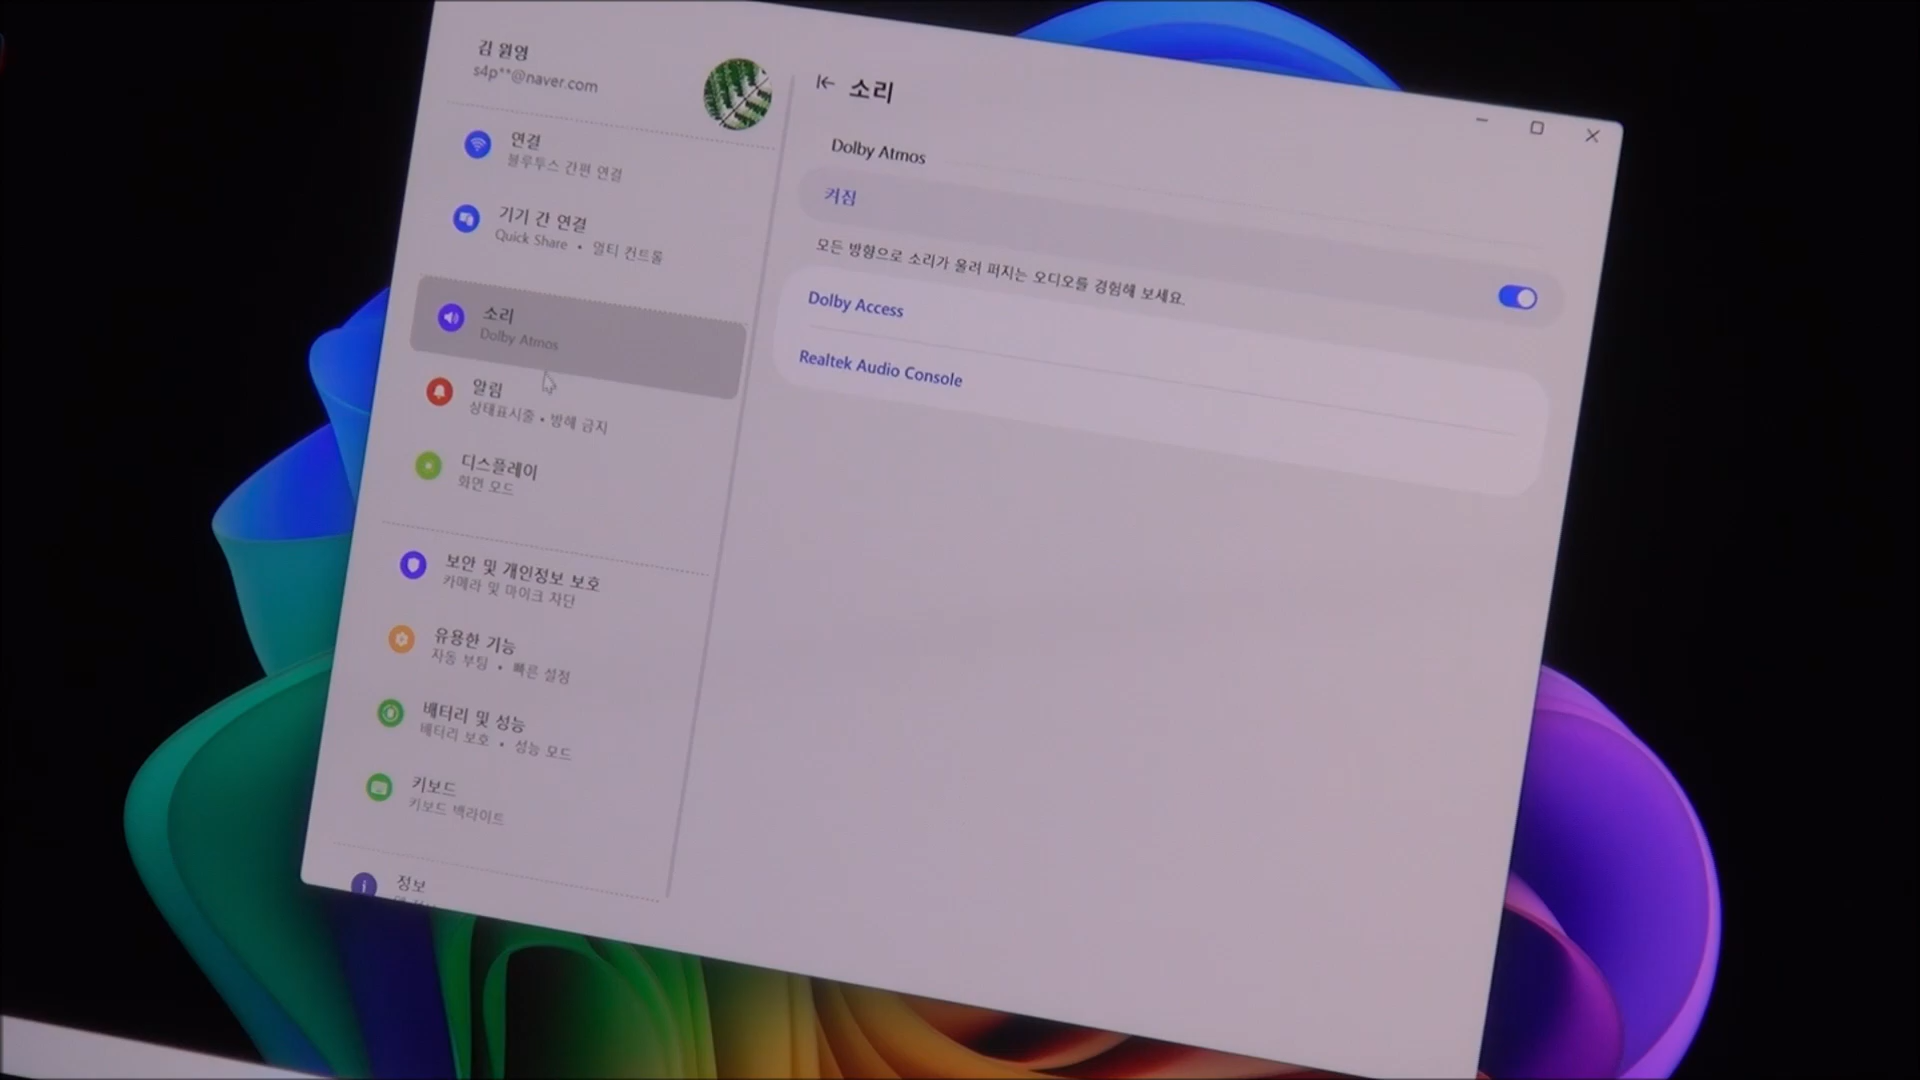 김 원영
s4p**@naver.com
연결
블루투스 간편 연결
기기 간 연결
Quick Share • 멀티 컨트롤
소리
Dolby Atmos
알림
상태표시줄 • 방해 금지
디스플레이
화면 모드
보안 및 개인정보 보호
카메라 및 마이크 차단
유용한 기능
자동 부팅 • 빠른 설정
배터리 및 성능
배터리 보호 • 성능 모드
키보드
키보드 백라이트
정보
소리
Dolby Atmos
켜짐
모든 방향으로 소리가 울려 퍼지는 오디오를 경험해 보세요.
Dolby Access
Realtek Audio Console